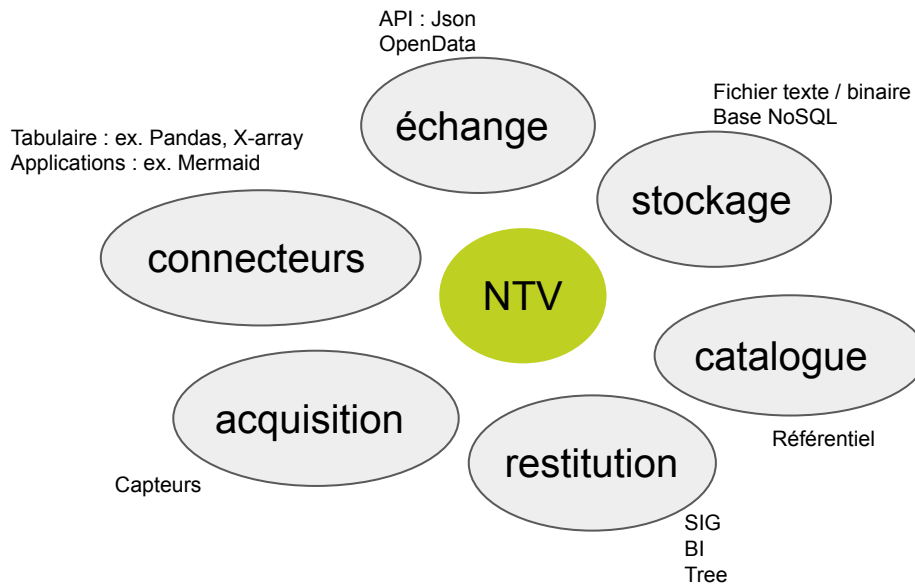 API : Json
OpenData
échange
Fichier texte / binaire
Base NoSQL
stockage
Tabulaire : ex. Pandas, X-array
Applications : ex. Mermaid
connecteurs
NTV
catalogue
Référentiel
acquisition
Capteurs
restitution
SIG
BI
Tree